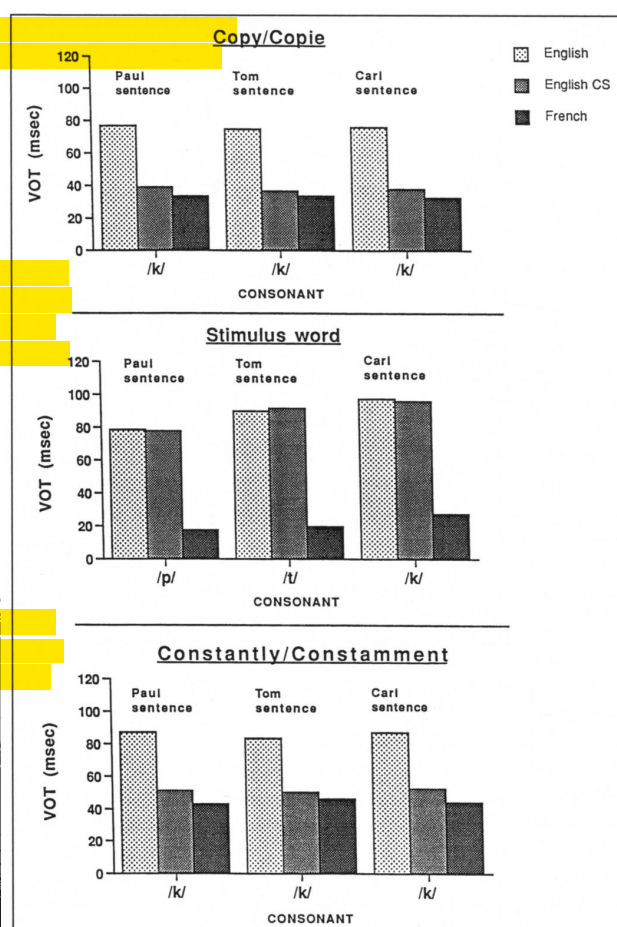 Copy/Copie
English
English CS
French
120
100
80
60
40
20
0
VOT (msec)
Paul sentence
Tom sentence
Carl sentence
/k/
/k/
/k/
CONSONANT
Stimulus word
120
100
80
60
40
20
0
VOT (msec)
Paul sentence
Tom sentence
Carl sentence
/p/
/t/
/k/
CONSONANT
Constantly/Constamment
120
100
80
60
40
20
0
VOT (msec)
Paul sentence
Tom sentence
Carl sentence
/k/
/k/
/k/
CONSONANT